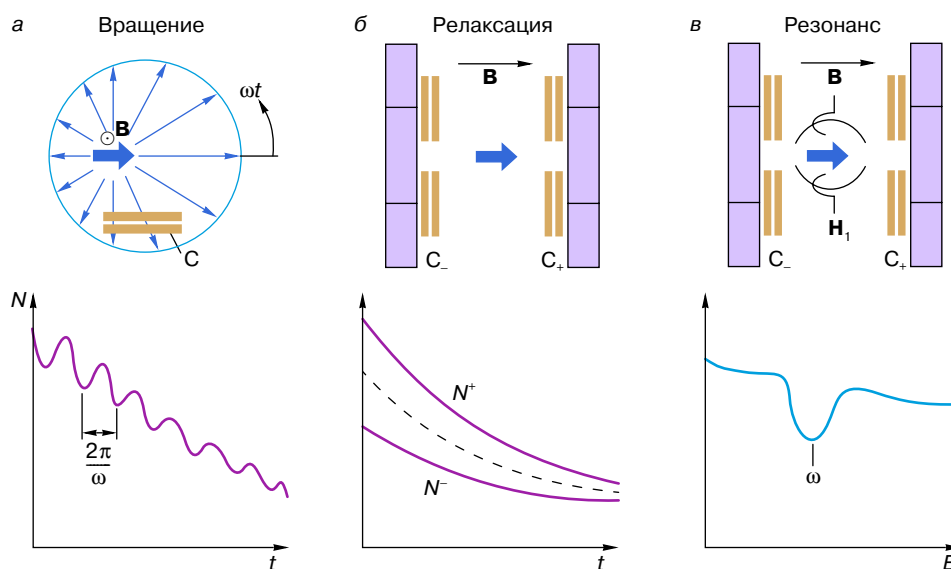 а Вращение
B
ωt
C
N
2π
ω
t
б Релаксация
B
C− C+
N+
N−
t
в Резонанс
B
H1
C− C+
ω
B